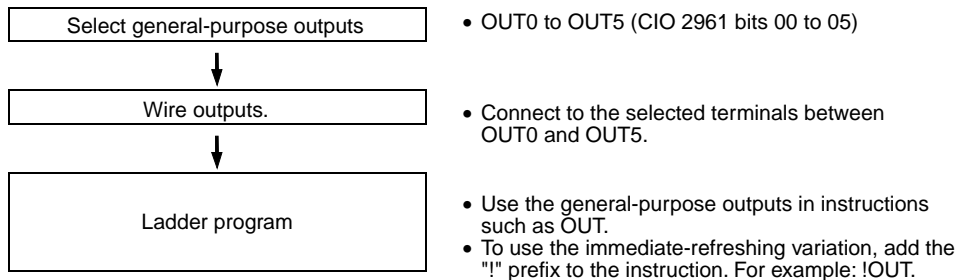 Select general-purpose outputs
• OUT0 to OUT5 (CIO 2961 bits 00 to 05)
Wire outputs.
• Connect to the selected terminals between
OUT0 and OUT5.
Ladder program
• Use the general-purpose outputs in instructions
such as OUT.
• To use the immediate-refreshing variation, add the
"!" prefix to the instruction. For example: !OUT.